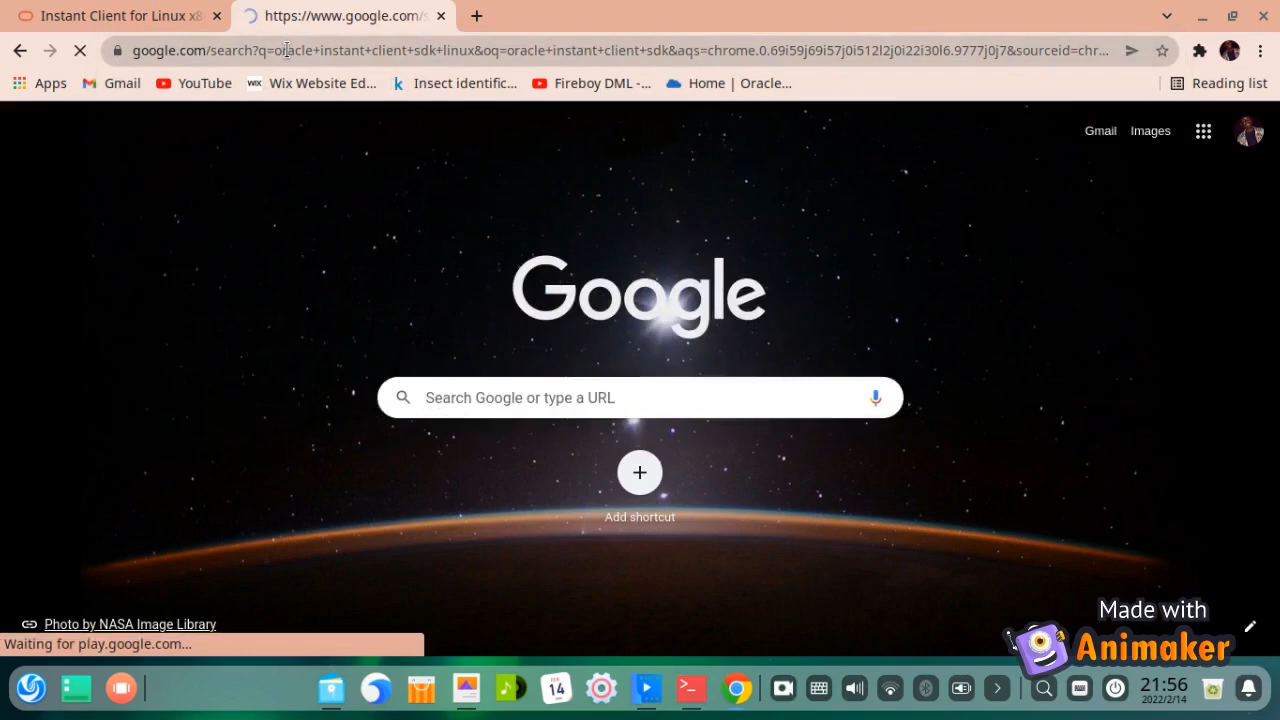 Instant Client for Linux x8
https://www.google.com/s
google.com/search?q=oracle+instant+client+sdk+linux&oq=oracle+instant+client+sdk&aqs=chrome.0.69i59j69i57j0i512l2j0i22i30l6.9777j0j7&sourceid=chr...
Apps
Gmail
YouTube
WIX Wix Website Ed...
k Insect identific...
Fireboy DML -...
Home | Oracle...
Reading list
Gmail
Images
Google
Search Google or type a URL
Add shortcut
Photo by NASA Image Library
Waiting for play.google.com...
Made with
Animaker
14
21:56
2022/2/14